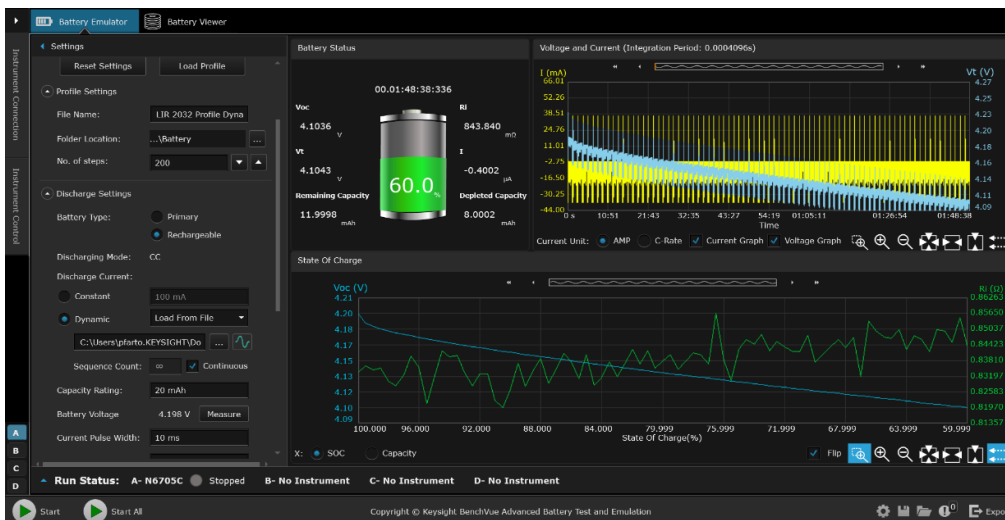 Battery Emulator
Battery Viewer
Instrument Connection
Instrument Control
Settings
Reset Settings
Load Profile
Profile Settings
File Name:
LIR 2032 Profile Dyna
Folder Location:
...\Battery
...
No. of steps:
200
Discharge Settings
Battery Type:
Primary
Rechargeable
Discharging Mode:
CC
Discharge Current:
Constant
100 mA
Dynamic
Load From File
C:\Users\pfarto.KEYSIGHT\Do
...
Sequence Count:
∞
Continuous
Capacity Rating:
20 mAh
Battery Voltage
4.198 V
Measure
Current Pulse Width:
10 ms
Battery Status
00.01:48:38:336
Voc
4.1036 V
Ri
843.840 mΩ
Vt
4.1043 V
I
-0.4002 µA
60.0%
Remaining Capacity
11.9998 mAh
Depleted Capacity
8.0002 mAh
Voltage and Current (Integration Period: 0.0004096s)
I (mA)
66.01
52.26
38.51
24.76
11.01
-2.75
-16.50
-30.25
-44.00
Vt (V)
4.27
4.25
4.23
4.20
4.18
4.16
4.14
4.11
4.09
0 s 10:51 21:43 32:35 43:27 54:19 01:05:11 01:26:54 01:48:38
Time
Current Unit: AMP C-Rate Current Graph Voltage Graph
State Of Charge
Voc (V)
4.21
4.20
4.18
4.17
4.15
4.13
4.12
4.10
4.09
Ri (Ω)
0.86263
0.85650
0.85037
0.84423
0.83810
0.83197
0.82583
0.81970
0.81357
100.000 96.000 92.000 88.000 84.000 79.999 75.999 71.999 67.999 63.999 59.999
State Of Charge(%)
X: SOC Capacity
Flip
A
B
C
D
Run Status: A- N6705C Stopped B- No Instrument C- No Instrument D- No Instrument
Start
Start All
Copyright © Keysight BenchVue Advanced Battery Test and Emulation
0
Expo